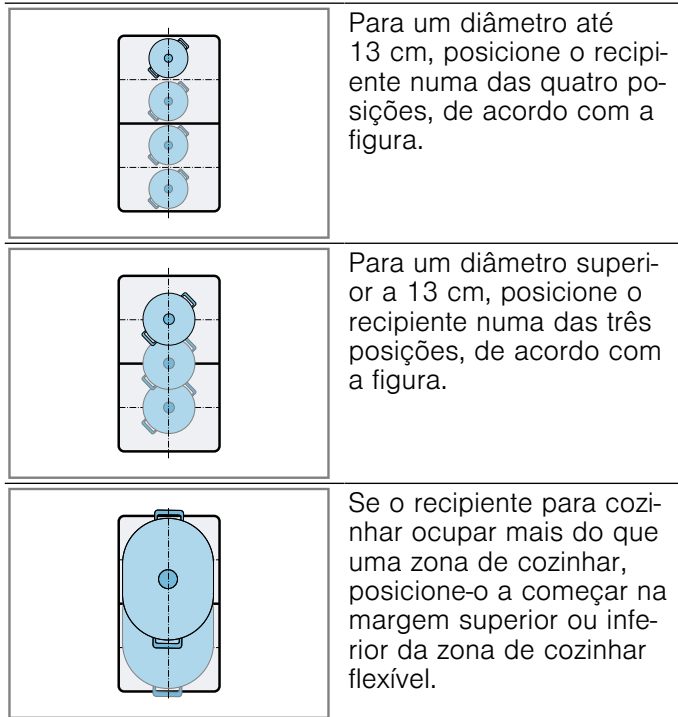 Para um diâmetro até
13 cm, posicione o recipi-
ente numa das quatro po-
sições, de acordo com a
figura.
Para um diâmetro superi-
or a 13 cm, posicione o
recipiente numa das três
posições, de acordo com
a figura.
Se o recipiente para cozi-
nhar ocupar mais do que
uma zona de cozinhar,
posicione-o a começar na
margem superior ou infe-
rior da zona de cozinhar
flexível.